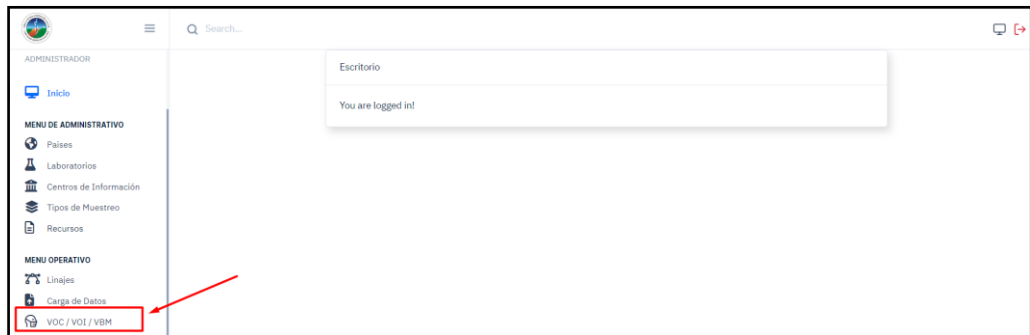 Search...
ADMINISTRADOR
Inicio
MENU DE ADMINISTRATIVO
Paises
Laboratorios
Centros de Información
Tipos de Muestreo
Recursos
MENU OPERATIVO
Linajes
Carga de Datos
VOC / VOI / VBM
Escritorio
You are logged in!